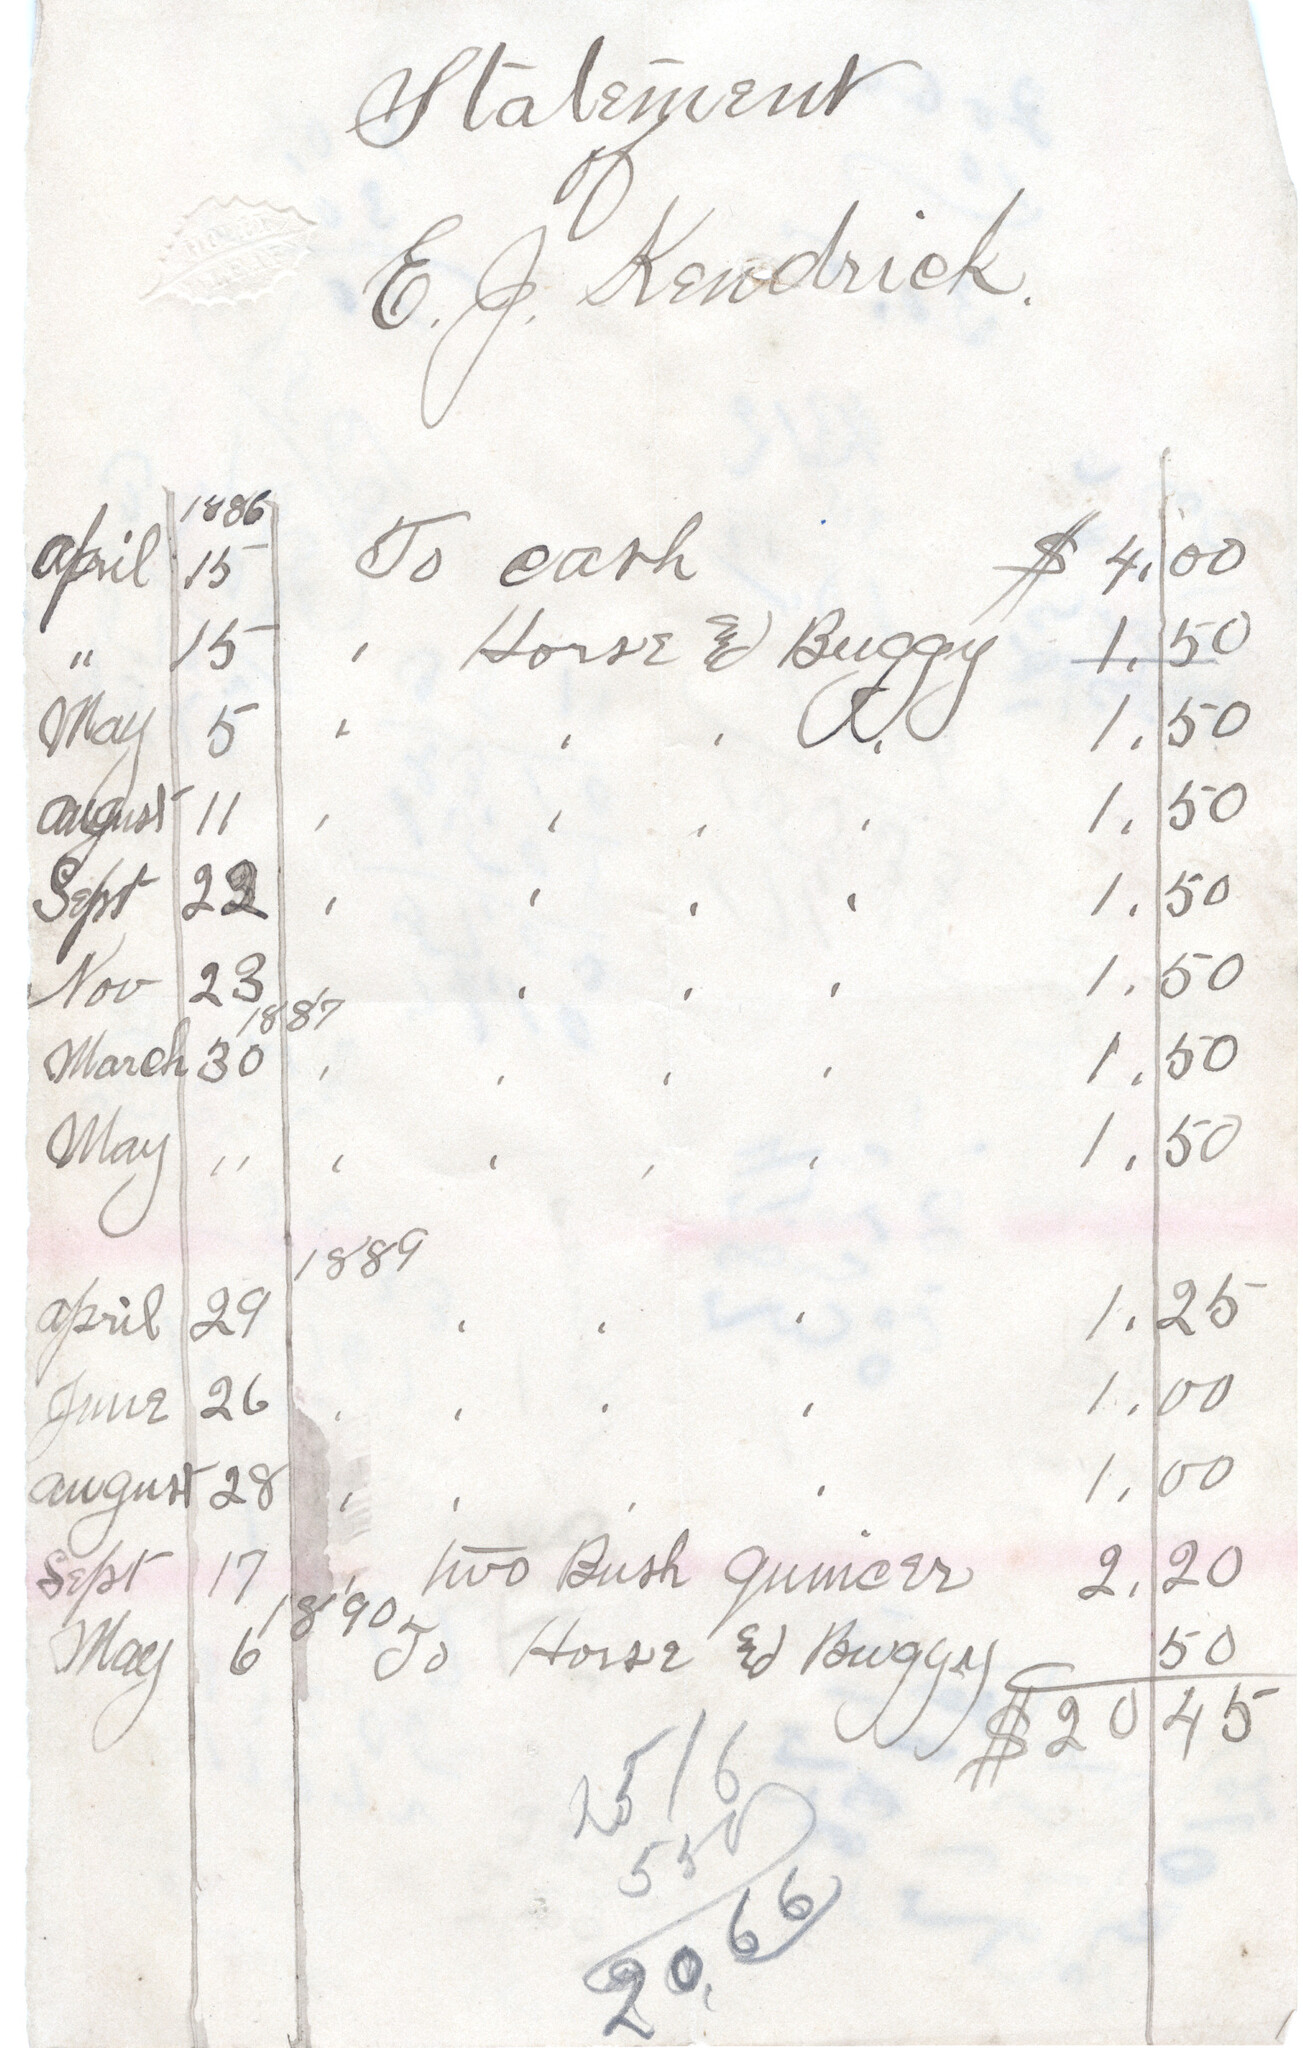 Statement
of
E. J. Kendrick.
1886
april 15 To cash $ 4.00
" 15 " Horse & Buggy 1.50
May 5 " " " " 1.50
august 11 " " " " 1.50
Sept 22 " " " " 1.50
Nov 23 " " " 1.50
1887
March 30 " " " " 1.50
May " " " " " 1.50
1889
april 29 " " " 1.25
June 26 " " " " 1.00
august 28 " " " " 1.00
Sept 17 " two Bush quinces 2.20
1890
May 6 To Horse & Buggy 50
$20 45
25 16
5 50
20.66